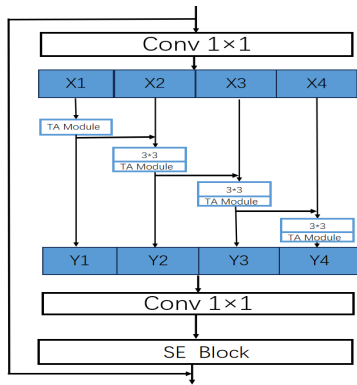 Conv 1×1
X1 X2 X3 X4
TA Module
3*3
TA Module
3*3
TA Module
3*3
TA Module
Y1 Y2 Y3 Y4
Conv 1×1
SE Block